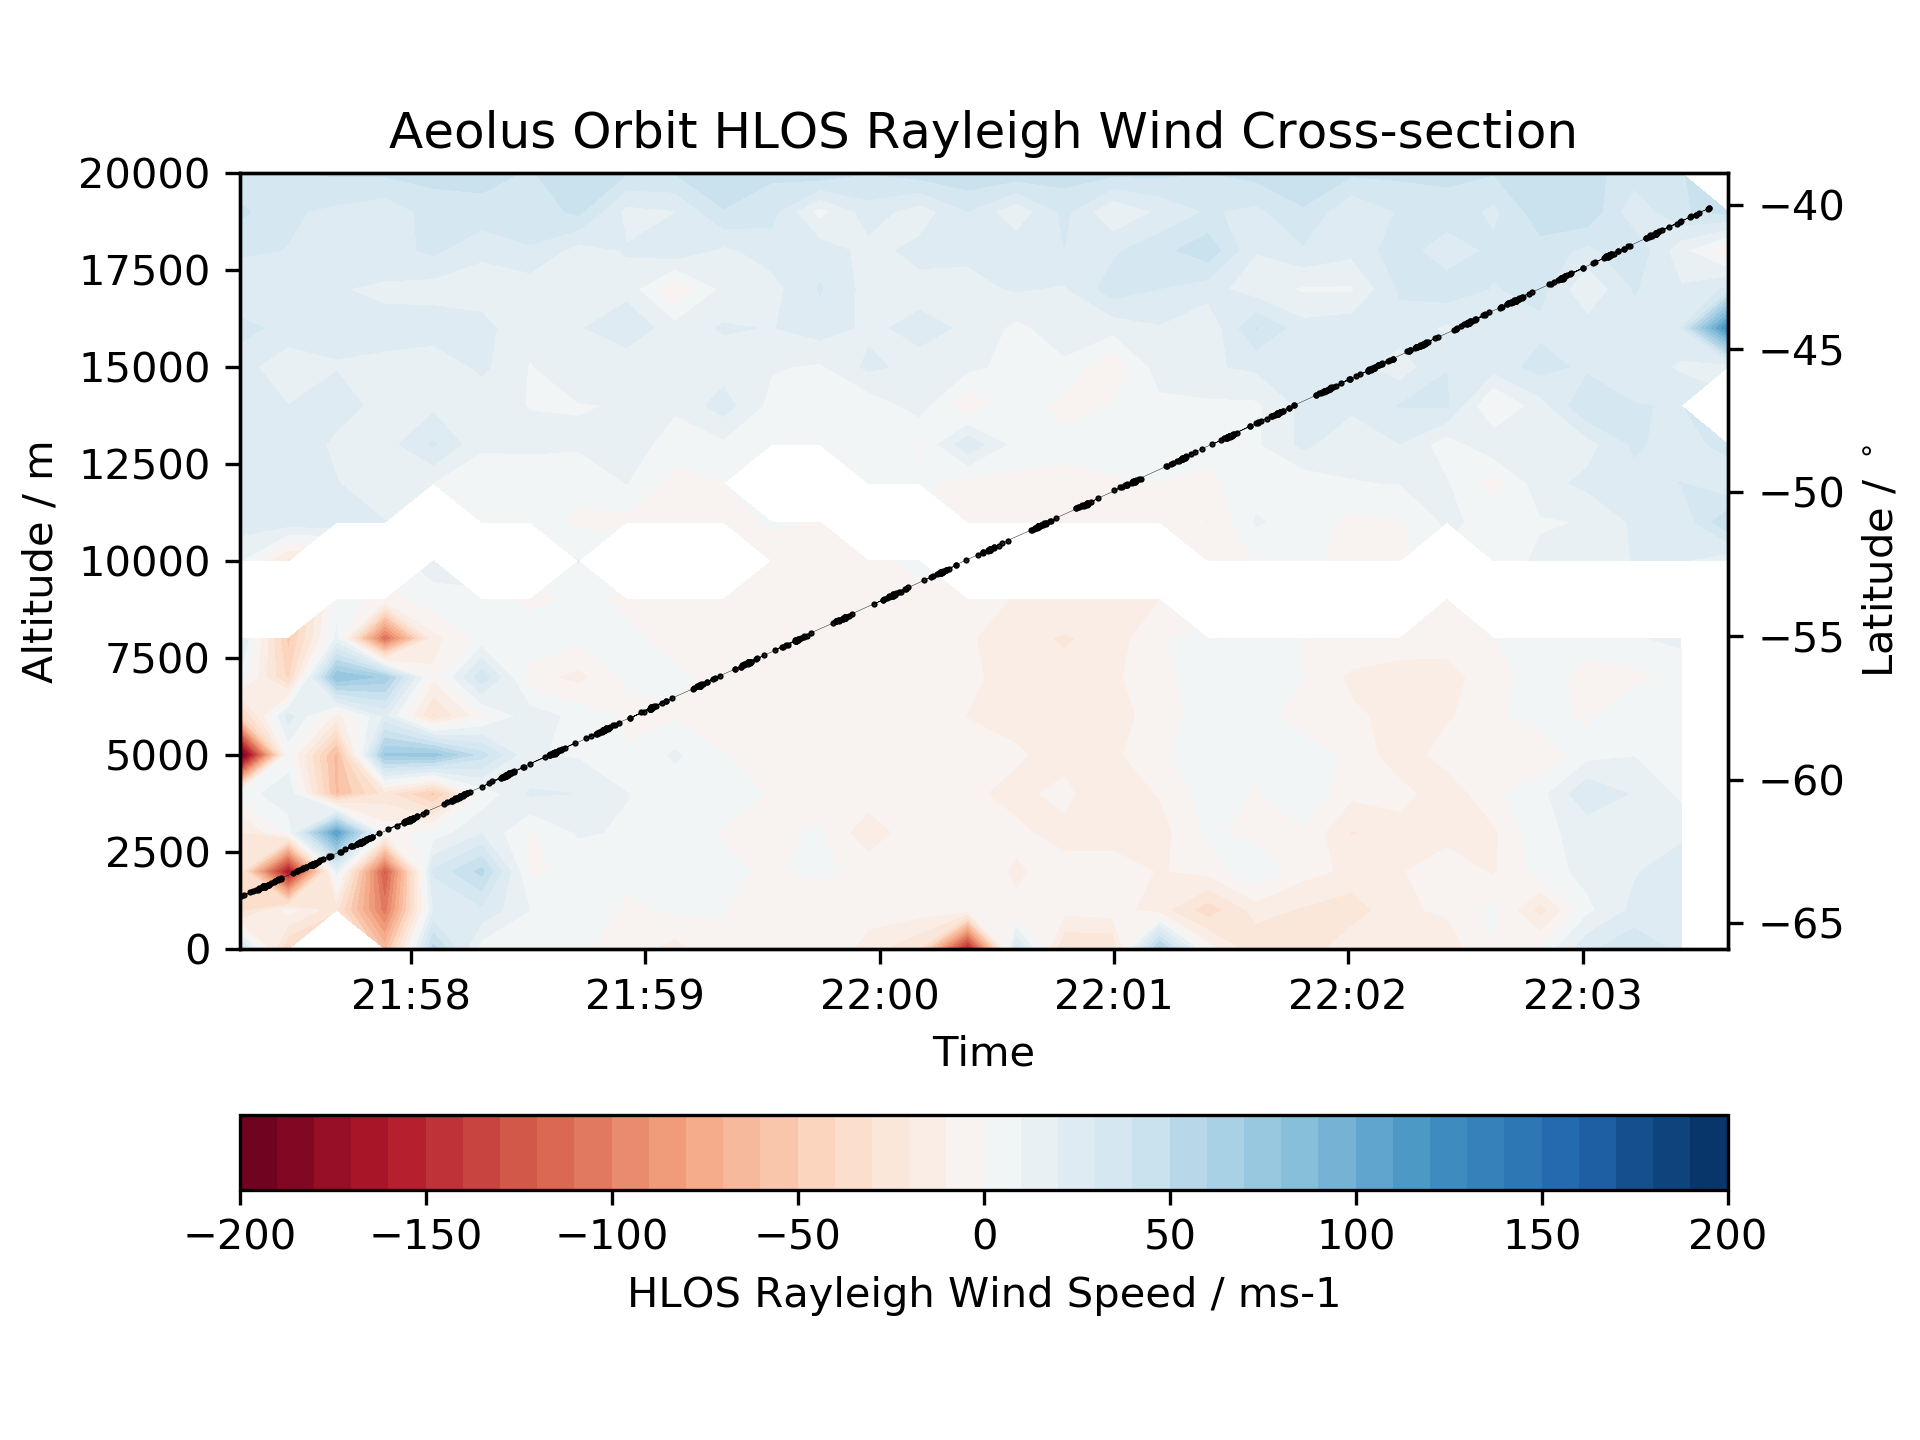 Aeolus Orbit HLOS Rayleigh Wind Cross-section
20000
17500
15000
12500
10000
7500
5000
2500
0
Altitude / m
−40
−45
−50
−55
−60
−65
Latitude / °
21:58 21:59 22:00 22:01 22:02 22:03
Time
−200 −150 −100 −50 0 50 100 150 200
HLOS Rayleigh Wind Speed / ms-1